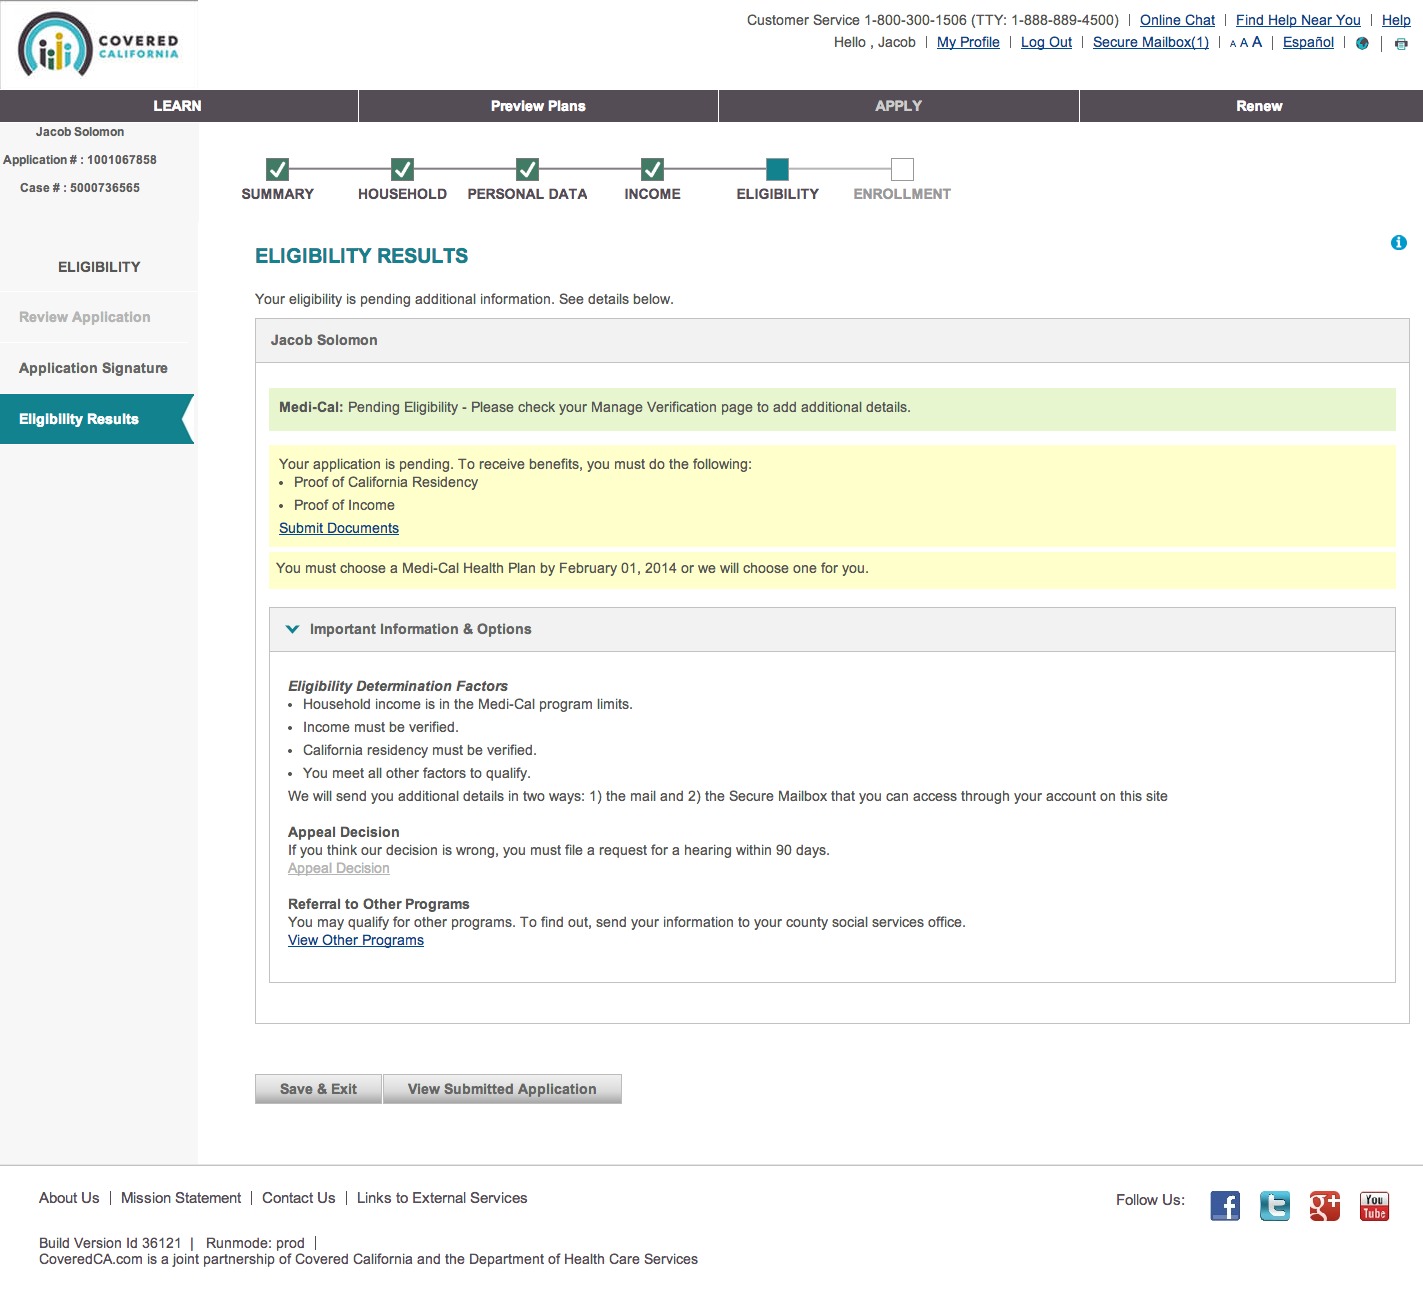 COVERED
CALIFORNIA
Customer Service 1-800-300-1506 (TTY: 1-888-889-4500) | Online Chat | Find Help Near You | Help
Hello , Jacob | My Profile | Log Out | Secure Mailbox(1) | A A A | Español
LEARN Preview Plans APPLY Renew
Jacob Solomon
Application # : 1001067858
Case # : 5000736565
SUMMARY HOUSEHOLD PERSONAL DATA INCOME ELIGIBILITY ENROLLMENT
ELIGIBILITY
Review Application
Application Signature
Eligibility Results
ELIGIBILITY RESULTS
i
Your eligibility is pending additional information. See details below.
Jacob Solomon
Medi-Cal: Pending Eligibility - Please check your Manage Verification page to add additional details.
Your application is pending. To receive benefits, you must do the following:
• Proof of California Residency
• Proof of Income
Submit Documents
You must choose a Medi-Cal Health Plan by February 01, 2014 or we will choose one for you.
Important Information & Options
Eligibility Determination Factors
• Household income is in the Medi-Cal program limits.
• Income must be verified.
• California residency must be verified.
• You meet all other factors to qualify.
We will send you additional details in two ways: 1) the mail and 2) the Secure Mailbox that you can access through your account on this site
Appeal Decision
If you think our decision is wrong, you must file a request for a hearing within 90 days.
Appeal Decision
Referral to Other Programs
You may qualify for other programs. To find out, send your information to your county social services office.
View Other Programs
Save & Exit View Submitted Application
About Us | Mission Statement | Contact Us | Links to External Services
Follow Us: f t g+ You Tube
Build Version Id 36121 | Runmode: prod |
CoveredCA.com is a joint partnership of Covered California and the Department of Health Care Services